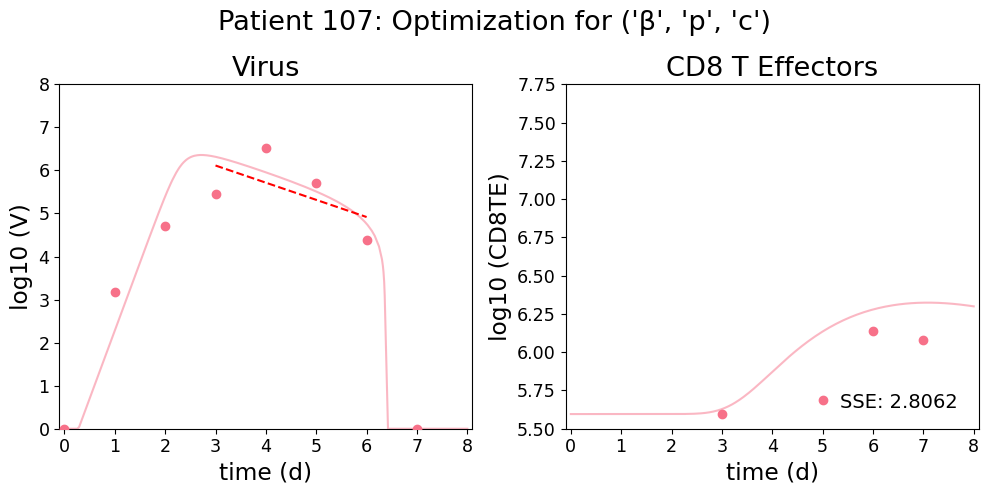 Patient 107: Optimization for ('β', 'p', 'c')
Virus
CD8 T Effectors
log10 (V)
8
7
6
5
4
3
2
1
0
0 1 2 3 4 5 6 7 8
time (d)
log10 (CD8TE)
7.75
7.50
7.25
7.00
6.75
6.50
6.25
6.00
5.75
5.50
SSE: 2.8062
0 1 2 3 4 5 6 7 8
time (d)